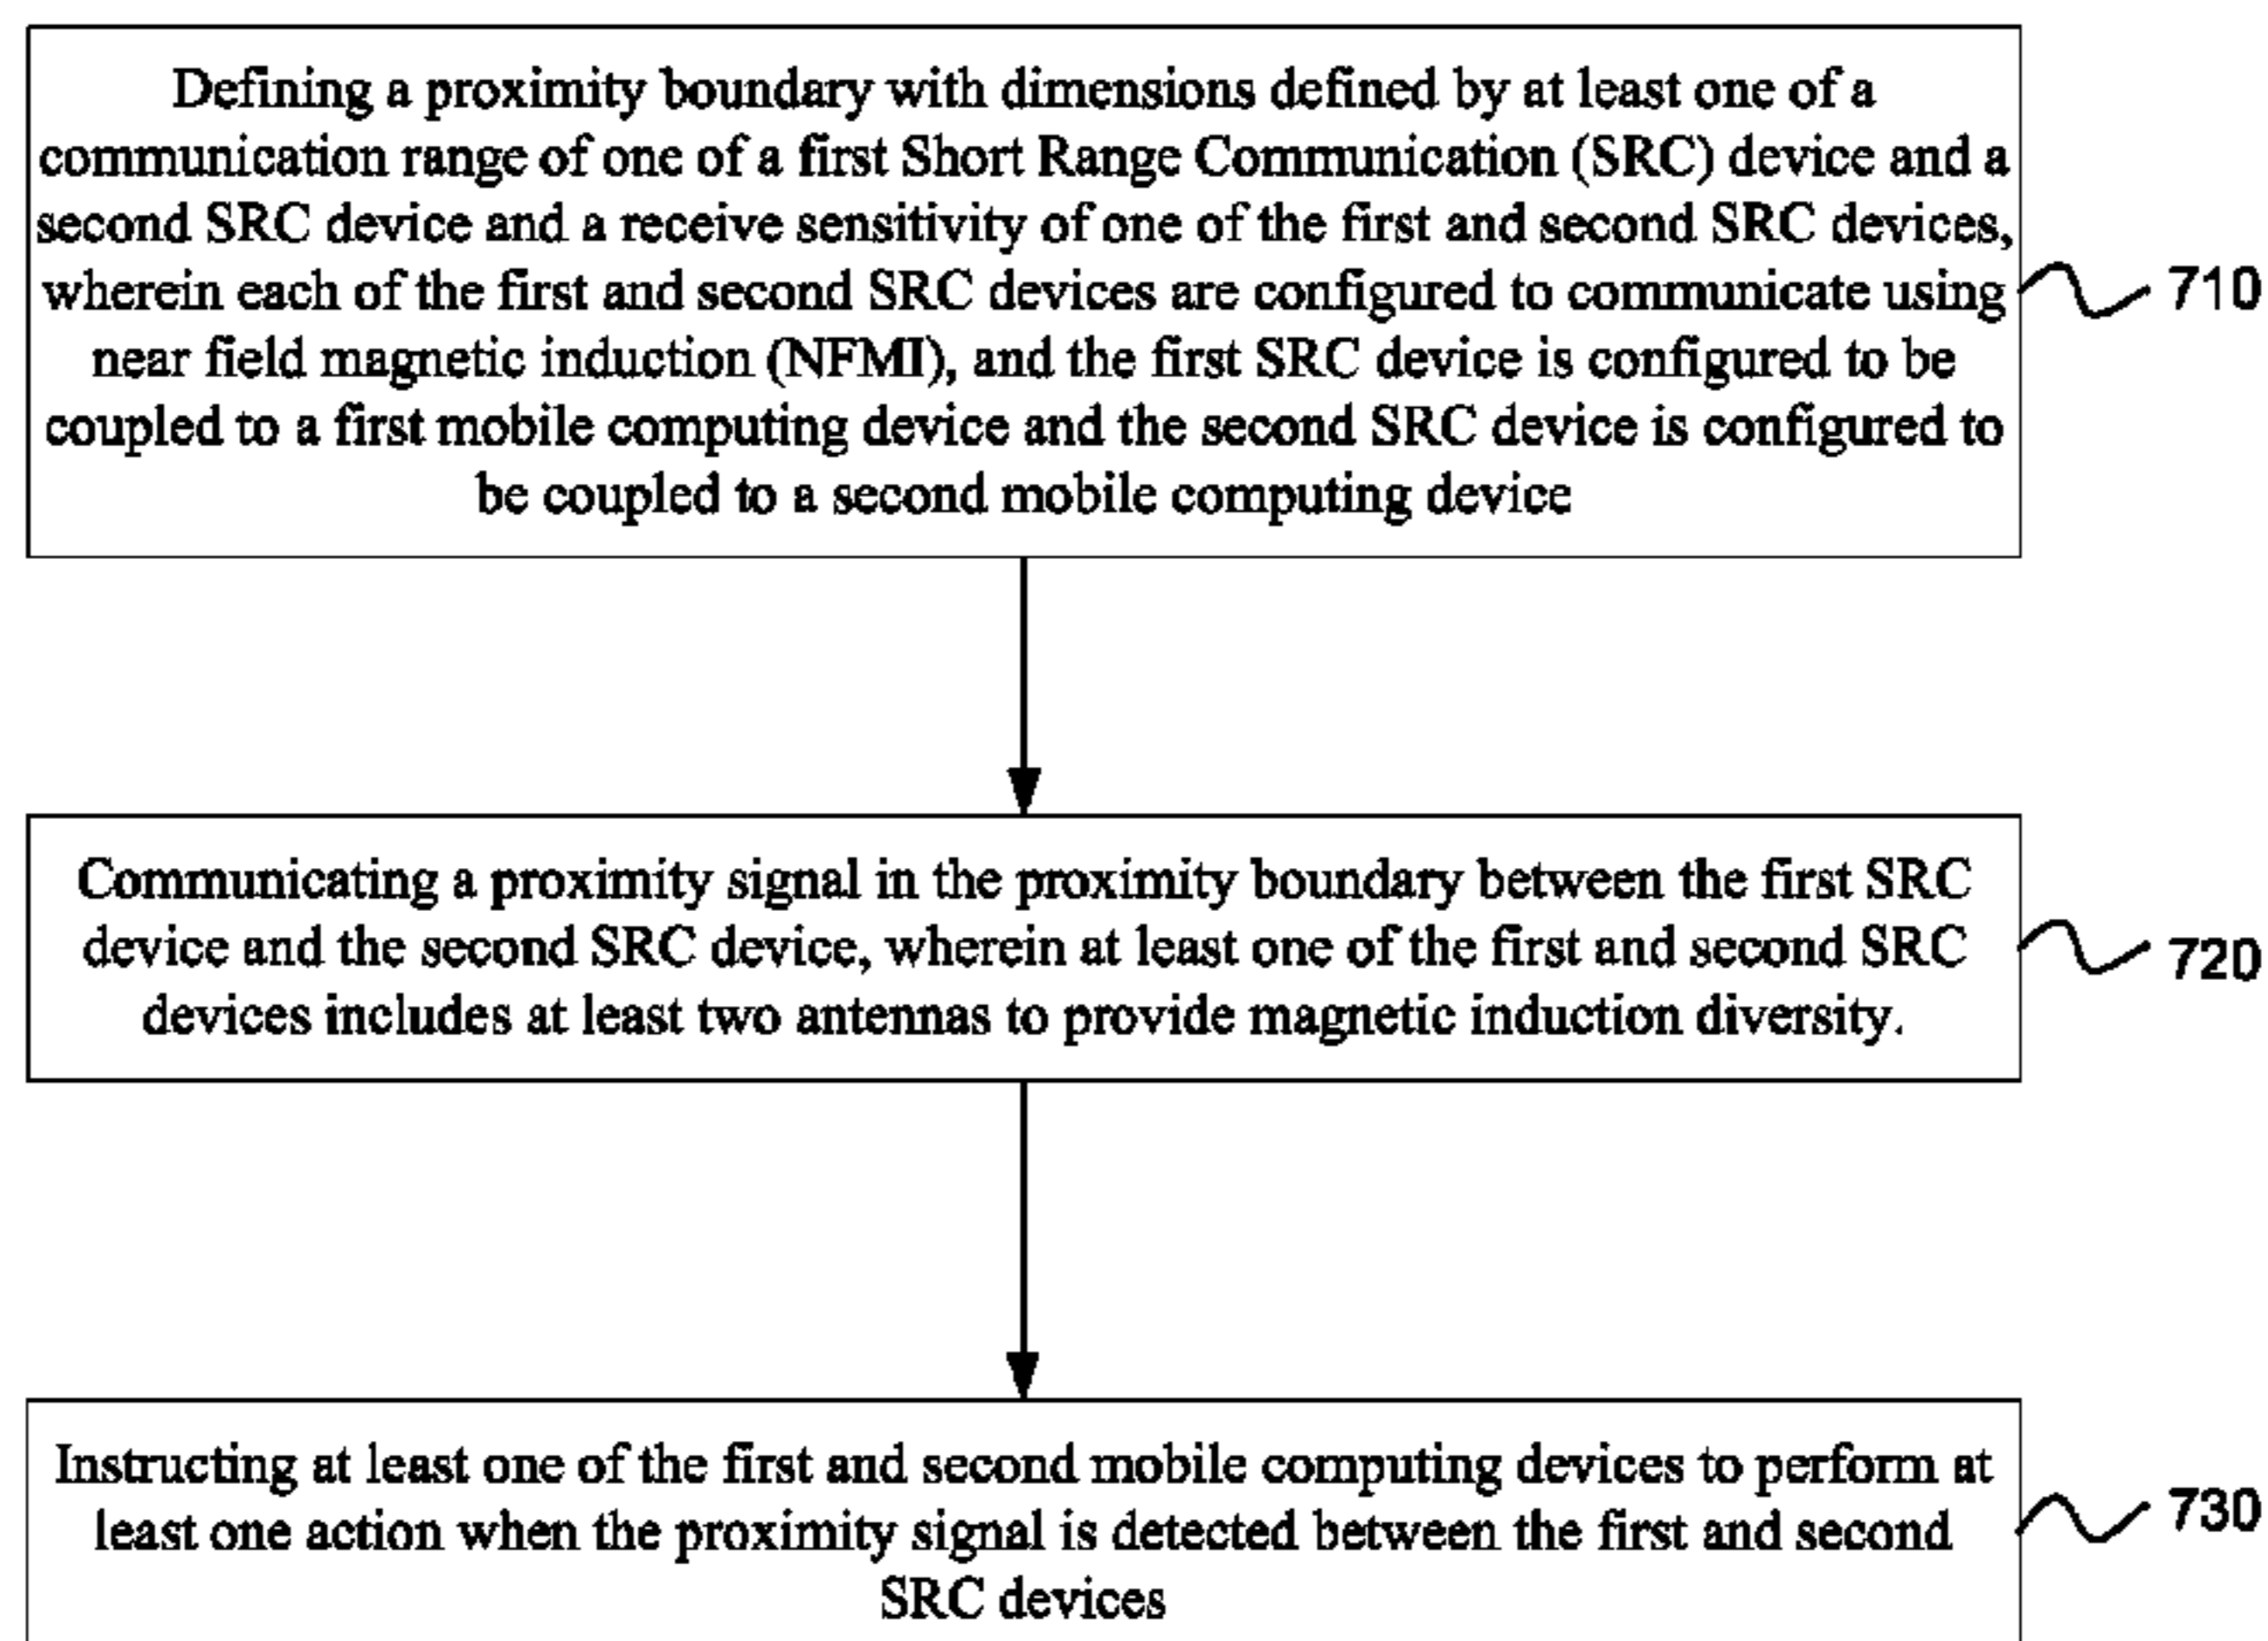 Defining a proximity boundary with dimensions defined by at least one of a
communication range of one of a first Short Range Communication (SRC) device and a
second SRC device and a receive sensitivity of one of the first and second SRC devices,
wherein each of the first and second SRC devices are configured to communicate using
near field magnetic induction (NFMI), and the first SRC device is configured to be
coupled to a first mobile computing device and the second SRC device is configured to
be coupled to a second mobile computing device
710
Communicating a proximity signal in the proximity boundary between the first SRC
device and the second SRC device, wherein at least one of the first and second SRC
devices includes at least two antennas to provide magnetic induction diversity.
720
Instructing at least one of the first and second mobile computing devices to perform at
least one action when the proximity signal is detected between the first and second
SRC devices
730